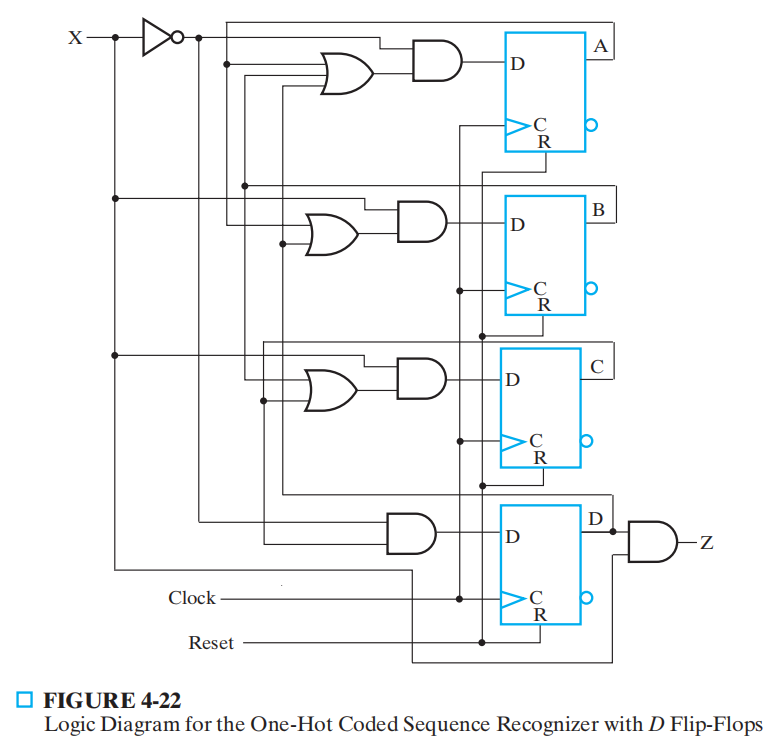 X
A
D
C
R
B
D
C
R
C
D
C
R
D
D
Z
Clock
C
R
Reset
FIGURE 4-22
Logic Diagram for the One-Hot Coded Sequence Recognizer with D Flip-Flops